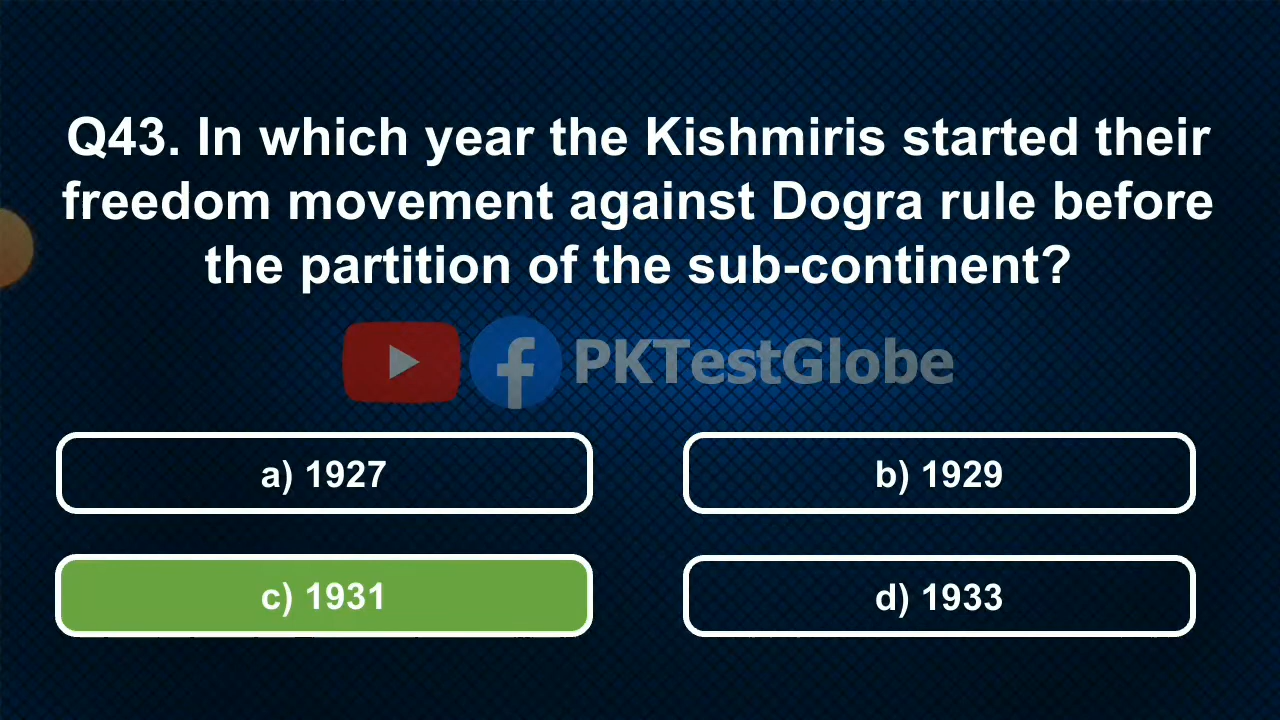 Q43. In which year the Kishmiris started their
freedom movement against Dogra rule before
the partition of the sub-continent?
PKTestGlobe
a) 1927
b) 1929
c) 1931
d) 1933